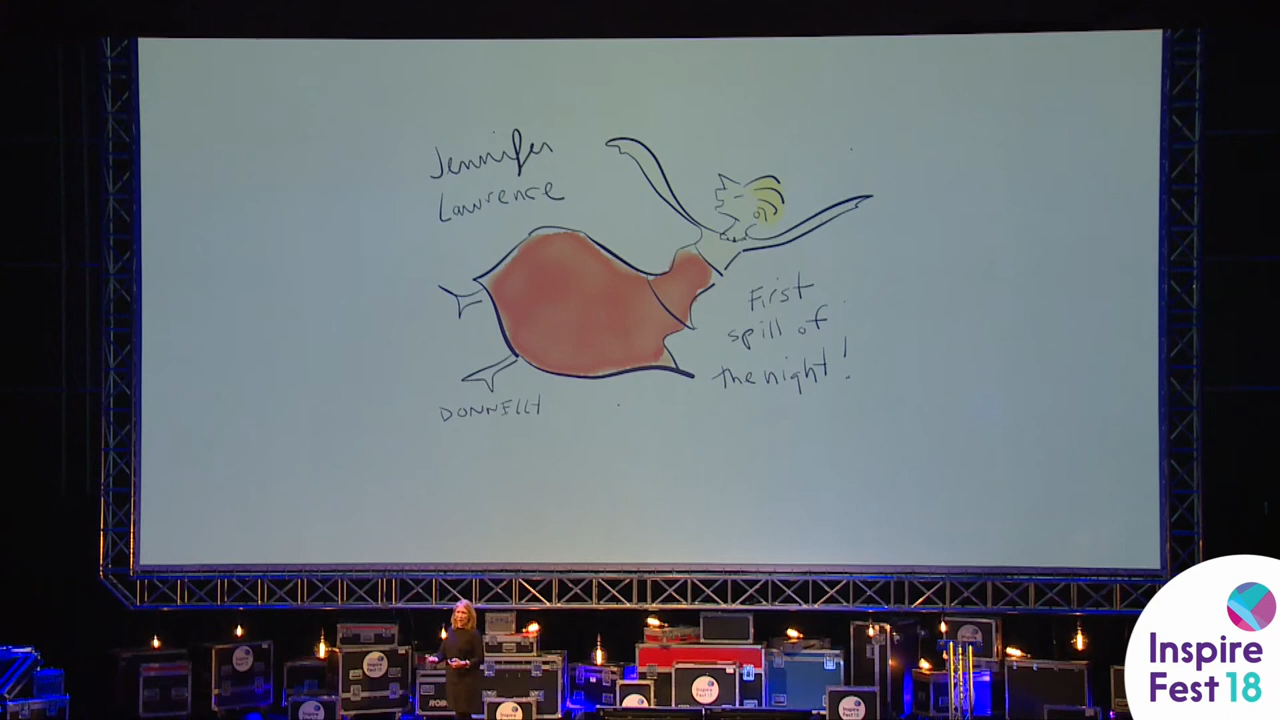 Jennifer
Lawrence
First
spill of
the night!
DONNELLY
Inspire
Fest 18